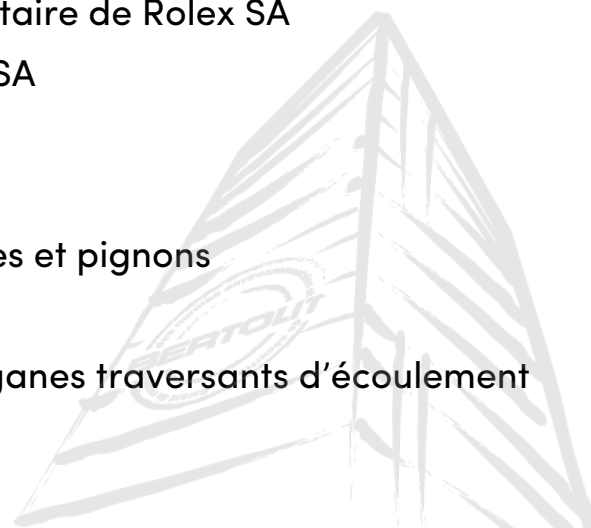 taire de Rolex SA
SA
es et pignons
BERTOLIT
ganes traversants d’écoulement